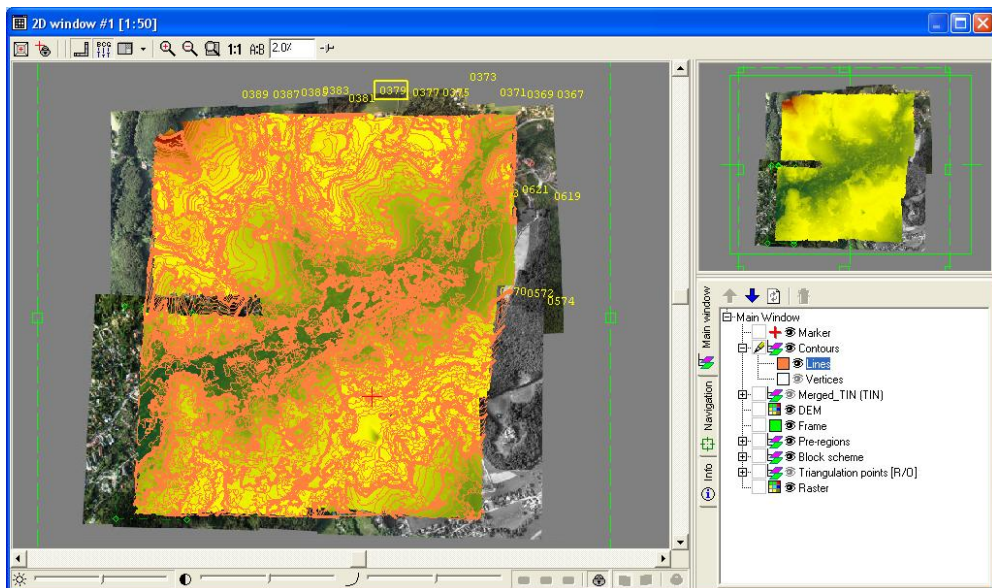 2D window #1 [1:50]
BCG
1:1
A:B
2.0%
0373
0389
0387
0383
0381
0379
0377
0375
0371
0369
0367
0621
0619
0572
0574
Main window
Navigation
Info
Main Window
Marker
Contours
Lines
Vertices
Merged_TIN (TIN)
DEM
Frame
Pre-regions
Block scheme
Triangulation points [R/O]
Raster